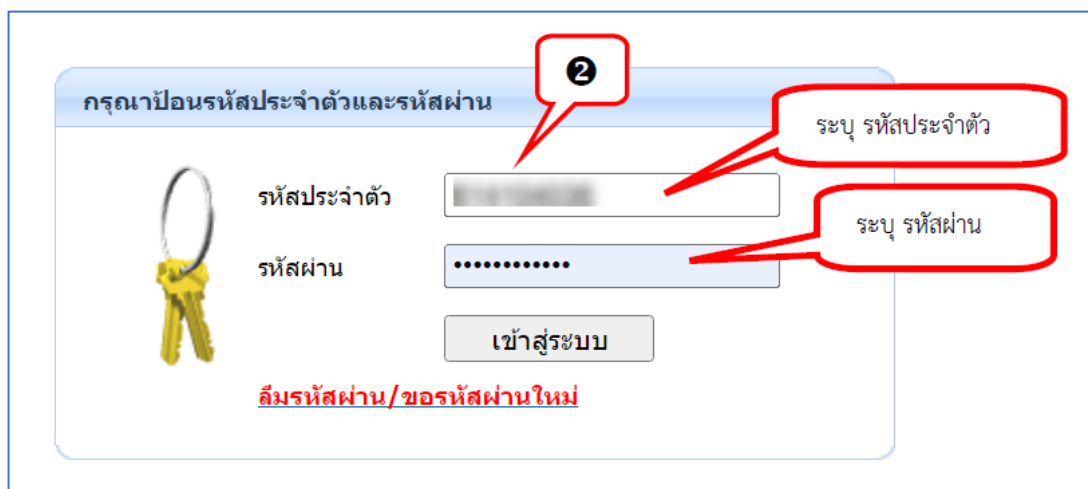 ❷
กรุณาป้อนรหัสประจำตัวและรหัสผ่าน
ระบุ รหัสประจำตัว
รหัสประจำตัว
ระบุ รหัสผ่าน
รหัสผ่าน ••••••••••••
เข้าสู่ระบบ
ลืมรหัสผ่าน/ขอรหัสผ่านใหม่